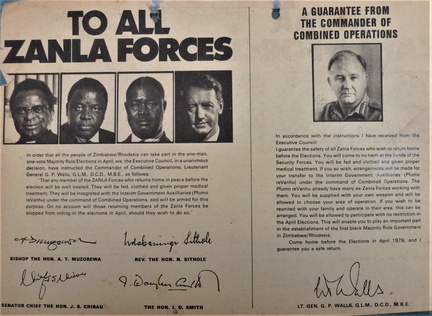 TO ALL
ZANLA FORCES
In order that all the people of Zimbabwe/Rhodesia can take part in the one-man,
one-vote Majority Rule Elections in April, we, the Executive Council, in a unanimous
decision, have instructed the Commander of Combined Operations, Lieutenant
General G. P. Walls, G.L.M., D.C.D., M.B.E., as follows:
"That any member of the ZANLA Forces who returns home in peace before the
election will be well treated. They will be fed, clothed and given proper medical
treatment. They will be integrated with the Interim Government Auxiliaries (Pfumo
reVanhu) under the command of Combined Operations, and will be armed for this
purpose. On no account will those returning members of the Zanla Forces be
stopped from voting in the elections in April, should they wish to do so."
BISHOP THE HON. A. T. MUZOREWA
REV. THE HON. N. SITHOLE
SENATOR CHIEF THE HON. J. S. CHIRAU
THE HON. I. D. SMITH
A GUARANTEE FROM
THE COMMANDER OF
COMBINED OPERATIONS
In accordance with the instructions I have received from the
Executive Council:
I guarantee the safety of all Zanla Forces who wish to return home
before the Elections. You will come to no harm at the hands of the
Security Forces. You will be fed and clothed and given proper
medical treatment. If you so wish, arrangements will be made for
you to join the Interim Government Auxiliaries (Pfumo
reVanhu) under the command of Combined Operations. The
Pfumo reVanhu already have many ex-Zanla Forces serving with
them. You will be supplied with your own weapon and will be
allowed to choose your area of operation. If you wish to be
reunited with your family and operate in their area, this can be
arranged. You will be allowed to participate with no restriction in
the April Elections. This will enable you to play an important part
in the establishment of the first black Majority Rule Government
in Zimbabwe/Rhodesia.
Come home before the Elections in April 1979, and I
guarantee you a safe return.
LT. GEN. G. P. WALLS, G.L.M., D.C.D., M.B.E.